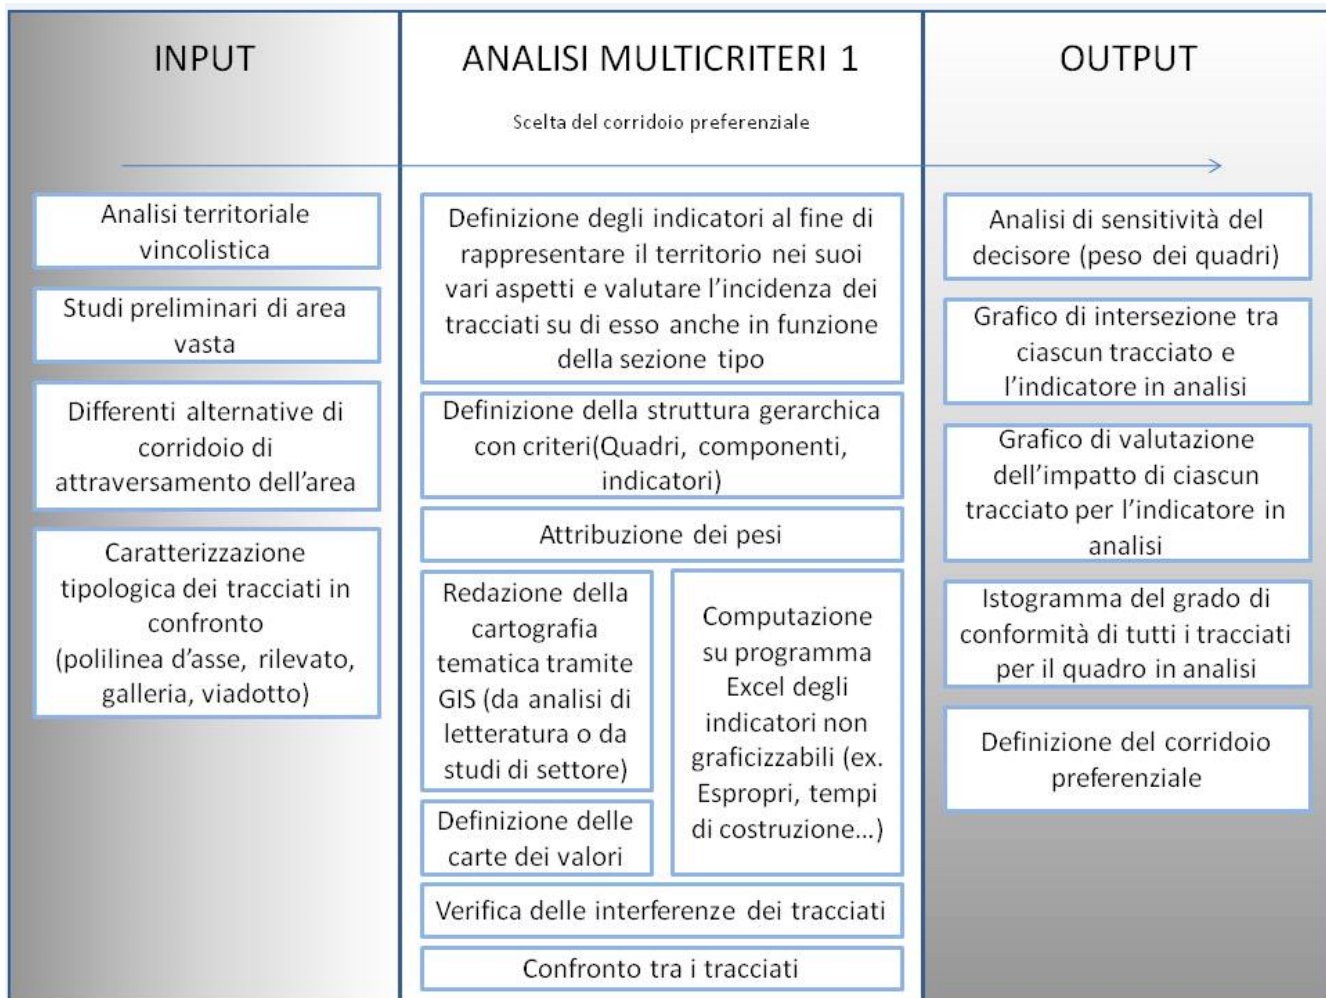 INPUT
Analisi territoriale
vincolistica
Studi preliminari di area
vasta
Differenti alternative di
corridoio di
attraversamento dell'area
Caratterizzazione
tipologica dei tracciati in
confronto
(polilinea d'asse, rilevato,
galleria, viadotto)
ANALISI MULTICRITERI 1
Scelta del corridoio preferenziale
Definizione degli indicatori al fine di
rappresentare il territorio nei suoi
vari aspetti e valutare l'incidenza dei
tracciati su di esso anche in funzione
della sezione tipo
Definizione della struttura gerarchica
con criteri(Quadri, componenti,
indicatori)
Attribuzione dei pesi
Redazione della
cartografia
tematica tramite
GIS (da analisi di
letteratura o da
studi di settore)
Definizione delle
carte dei valori
Computazione
su programma
Excel degli
indicatori non
graficizzabili (ex.
Espropri, tempi
di costruzione...)
Verifica delle interferenze dei tracciati
Confronto tra i tracciati
OUTPUT
Analisi di sensitività del
decisore (peso dei quadri)
Grafico di intersezione tra
ciascun tracciato e
l'indicatore in analisi
Grafico di valutazione
dell'impatto di ciascun
tracciato per l'indicatore in
analisi
Istogramma del grado di
conformità di tutti i tracciati
per il quadro in analisi
Definizione del corridoio
preferenziale